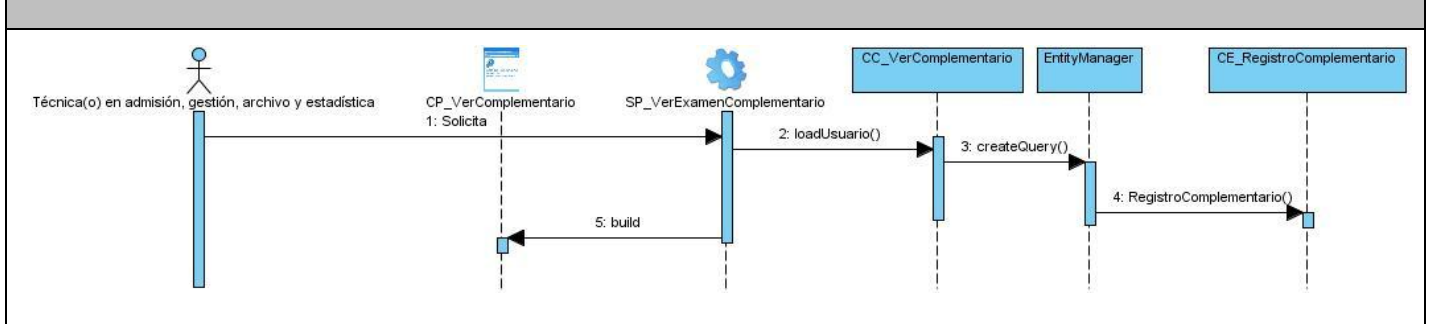 CC_VerComplementario
EntityManager
CE_RegistroComplementario
Técnica(o) en admisión, gestión, archivo y estadística
CP_VerComplementario
SP_VerExamenComplementario
1: Solicita
2: loadUsuario()
3: createQuery()
4: RegistroComplementario()
5: build